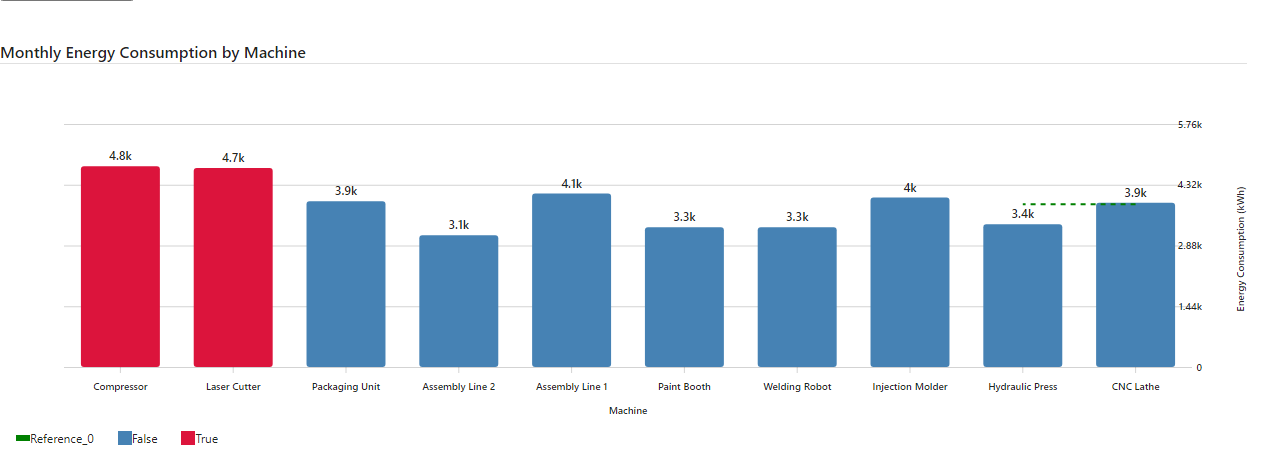 Monthly Energy Consumption by Machine
5.76k
4.8k
4.7k
3.9k
3.1k
4.1k
3.3k
3.3k
4k
3.4k
3.9k
4.32k
2.88k
1.44k
0
Energy Consumption (kWh)
Compressor
Laser Cutter
Packaging Unit
Assembly Line 2
Assembly Line 1
Paint Booth
Welding Robot
Injection Molder
Hydraulic Press
CNC Lathe
Machine
Reference_0
False
True